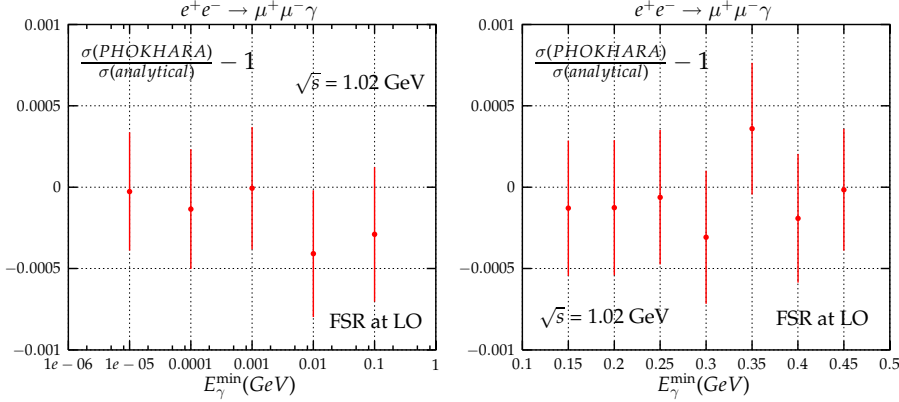 e⁺e⁻ → μ⁺μ⁻γ
0.001
0.0005
0
−0.0005
−0.001
σ(PHOKHARA)/σ(analytical) − 1
√s = 1.02 GeV
FSR at LO
1e−06 1e−05 0.0001 0.001 0.01 0.1 1
E_γ^min(GeV)
e⁺e⁻ → μ⁺μ⁻γ
0.001
0.0005
0
−0.0005
−0.001
σ(PHOKHARA)/σ(analytical) − 1
√s = 1.02 GeV
FSR at LO
0.1 0.15 0.2 0.25 0.3 0.35 0.4 0.45 0.5
E_γ^min(GeV)